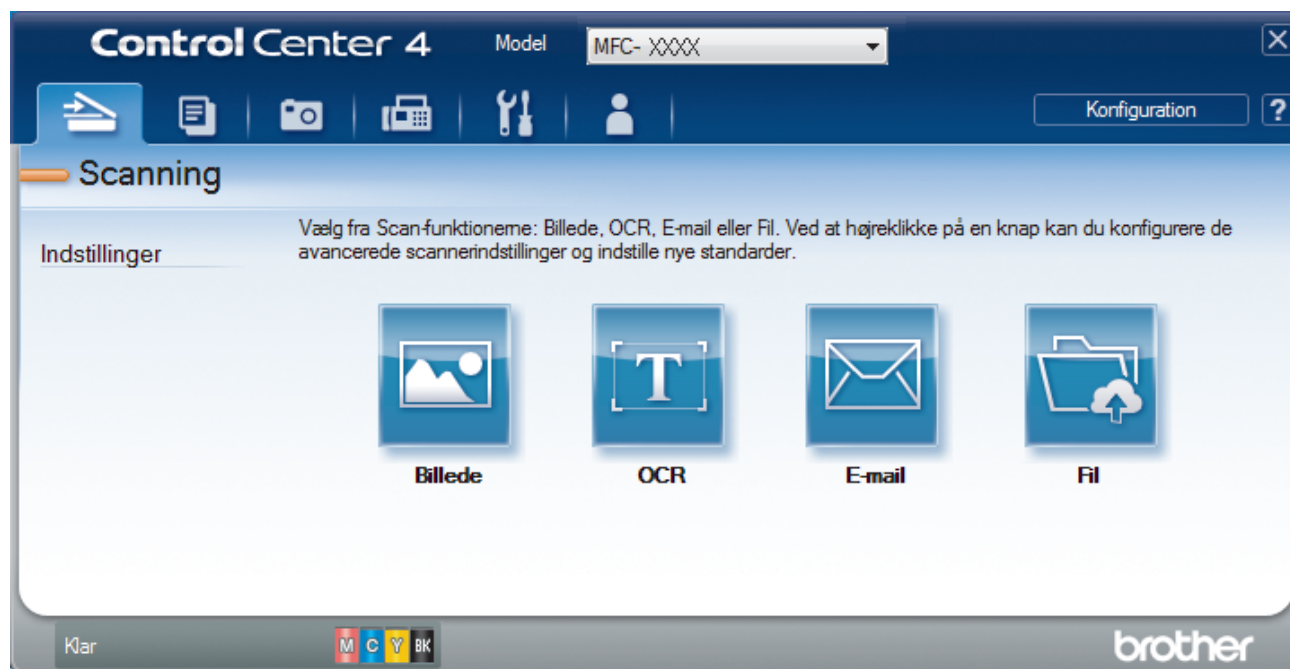 Control Center 4 Model MFC- XXXX
Konfiguration ?
Scanning
Indstillinger
Vælg fra Scan-funktionerne: Billede, OCR, E-mail eller Fil. Ved at højreklikke på en knap kan du konfigurere de
avancerede scannerindstillinger og indstille nye standarder.
T
Billede OCR E-mail Fil
Klar M C Y BK brother